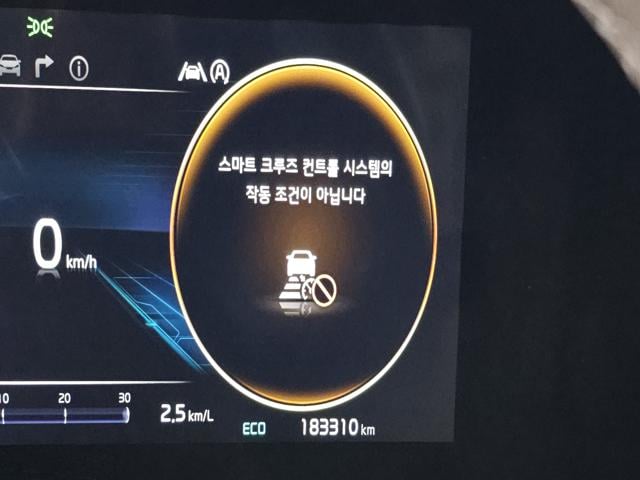 A
스마트 크루즈 컨트롤 시스템의
작동 조건이 아닙니다
0 km/h
20 30
2.5 km/L
ECO 183310 km